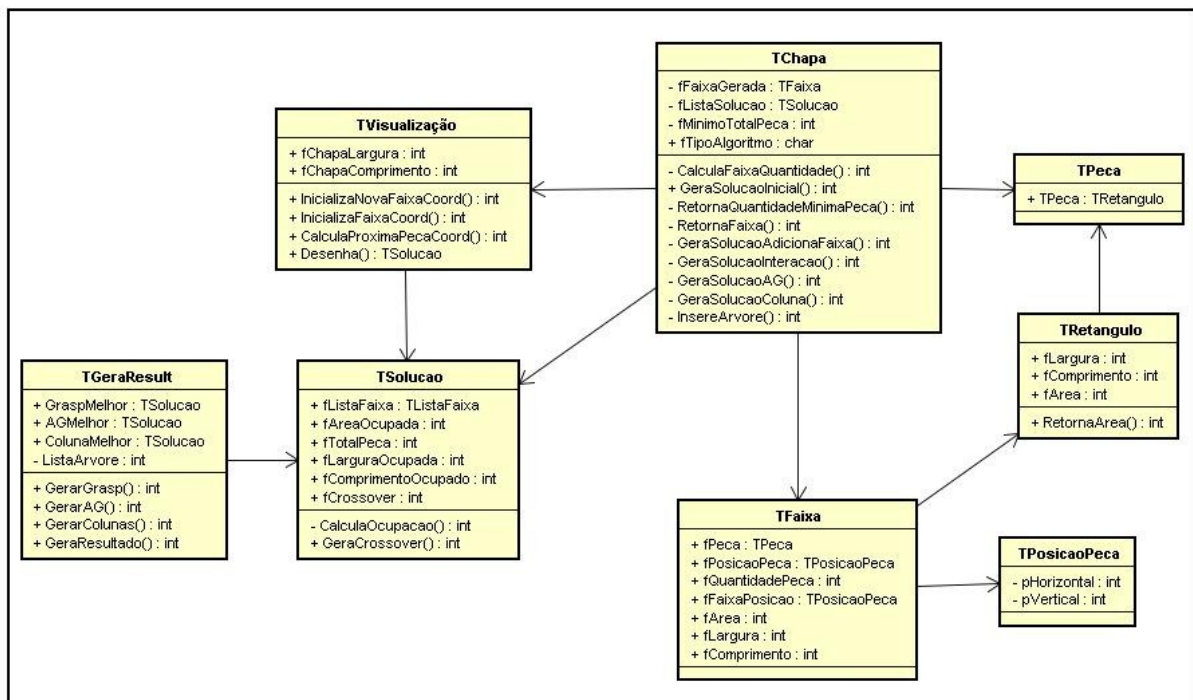 TChapa
- fFaixaGerada : TFaixa
- fListaSolucao : TSolucao
- fMinimoTotalPeca : int
+ fTipoAlgoritmo : char
- CalculaFaixaQuantidade() : int
+ GeraSolucaoInicial() : int
- RetornaQuantidadeMinimaPeca() : int
- RetornaFaixa() : int
- GeraSolucaoAdicionaFaixa() : int
- GeraSolucaoInteracao() : int
- GeraSolucaoAG() : int
- GeraSolucaoColuna() : int
- InsereArvore() : int
TVisualização
+ fChapaLargura : int
+ fChapaComprimento : int
+ InicializaNovaFaixaCoord() : int
+ InicializaFaixaCoord() : int
+ CalculaProximaPecaCoord() : int
+ Desenha() : TSolucao
TPeca
+ TPeca : TRetangulo
TRetangulo
+ fLargura : int
+ fComprimento : int
+ fArea : int
+ RetornaArea() : int
TGeraResult
+ GraspMelhor : TSolucao
+ AGMelhor : TSolucao
+ ColunaMelhor : TSolucao
- ListaArvore : int
+ GerarGrasp() : int
+ GerarAG() : int
+ GerarColunas() : int
+ GeraResultado() : int
TSolucao
+ fListaFaixa : TListaFaixa
+ fAreaOcupada : int
+ fTotalPeca : int
+ fLarguraOcupada : int
+ fComprimentoOcupado : int
+ fCrossover : int
- CalculaOcupacao() : int
+ GeraCrossover() : int
TFaixa
+ fPeca : TPeca
+ fPosicaoPeca : TPosicaoPeca
+ fQuantidadePeca : int
+ fFaixaPosicao : TPosicaoPeca
+ fArea : int
+ fLargura : int
+ fComprimento : int
TPosicaoPeca
- pHorizontal : int
- pVertical : int